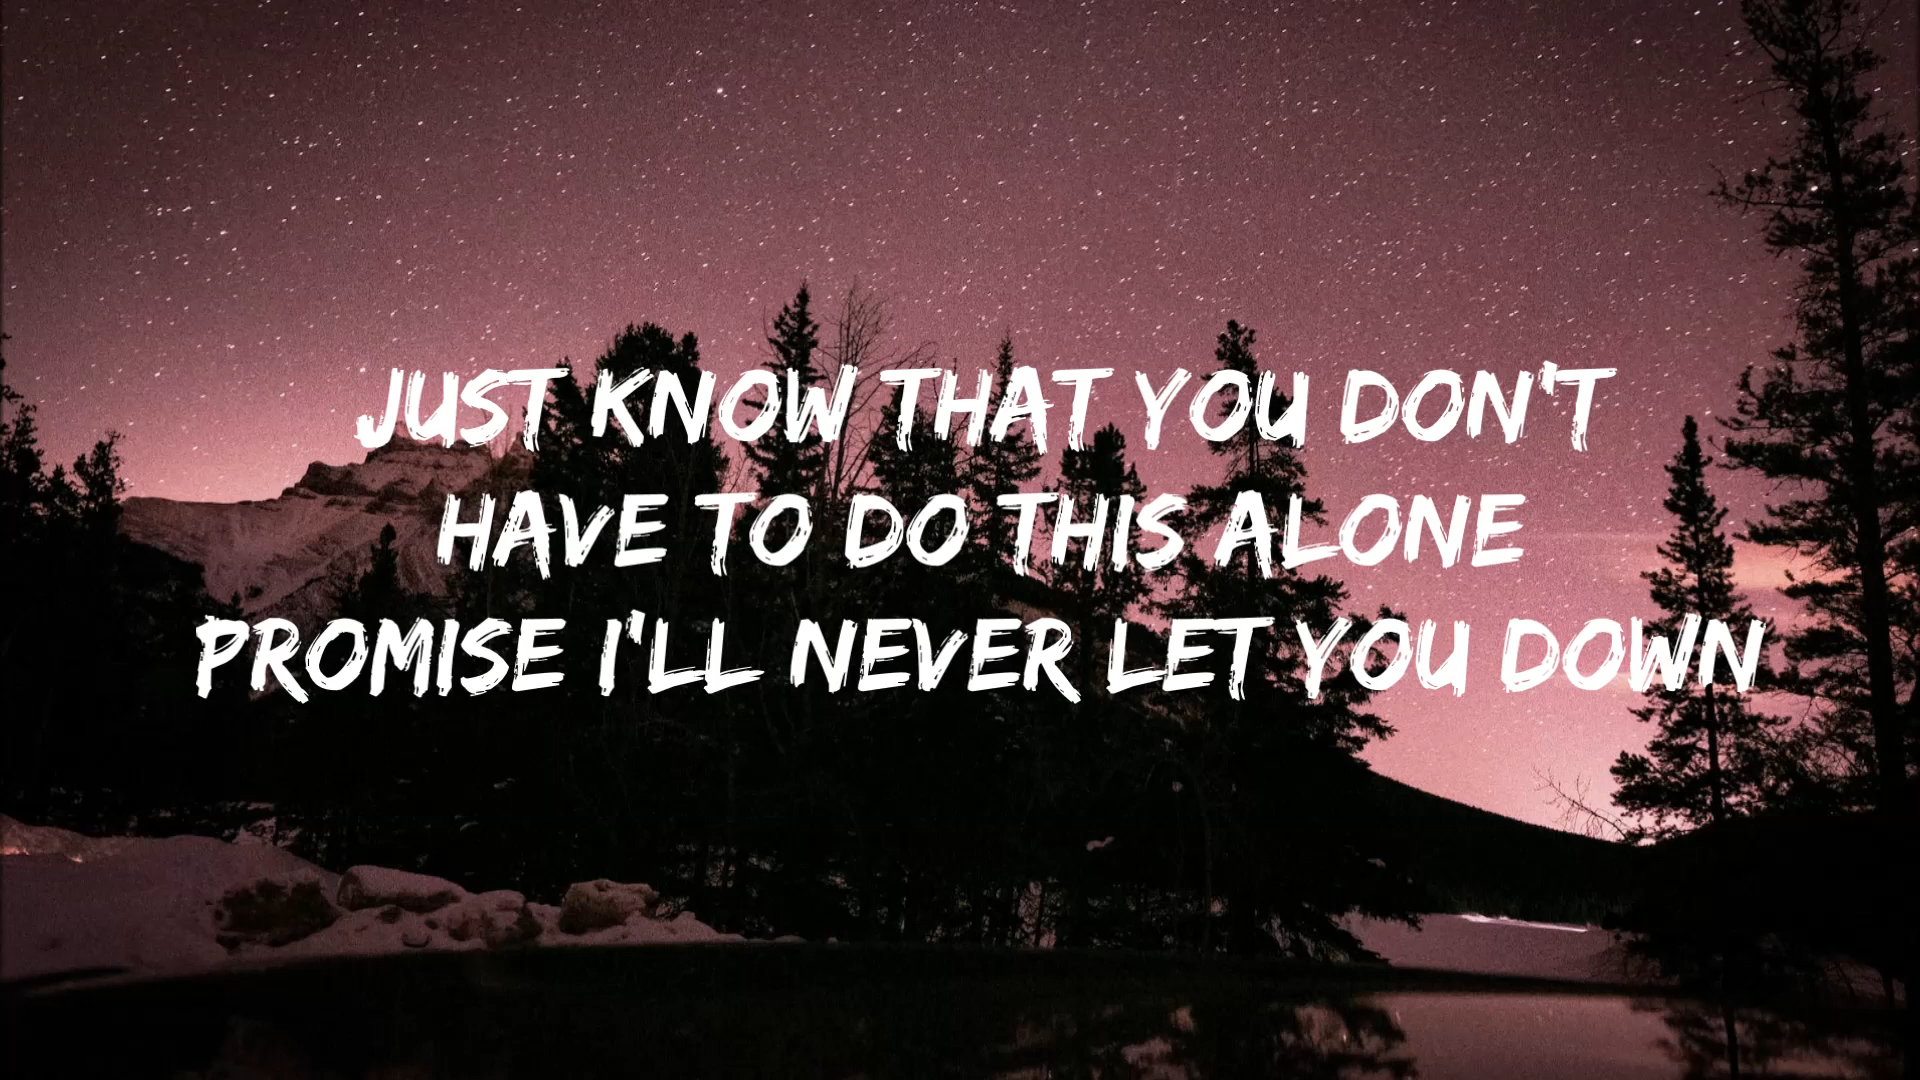 JUST KNOW THAT YOU DON'T
HAVE TO DO THIS ALONE
PROMISE I'LL NEVER LET YOU DOWN